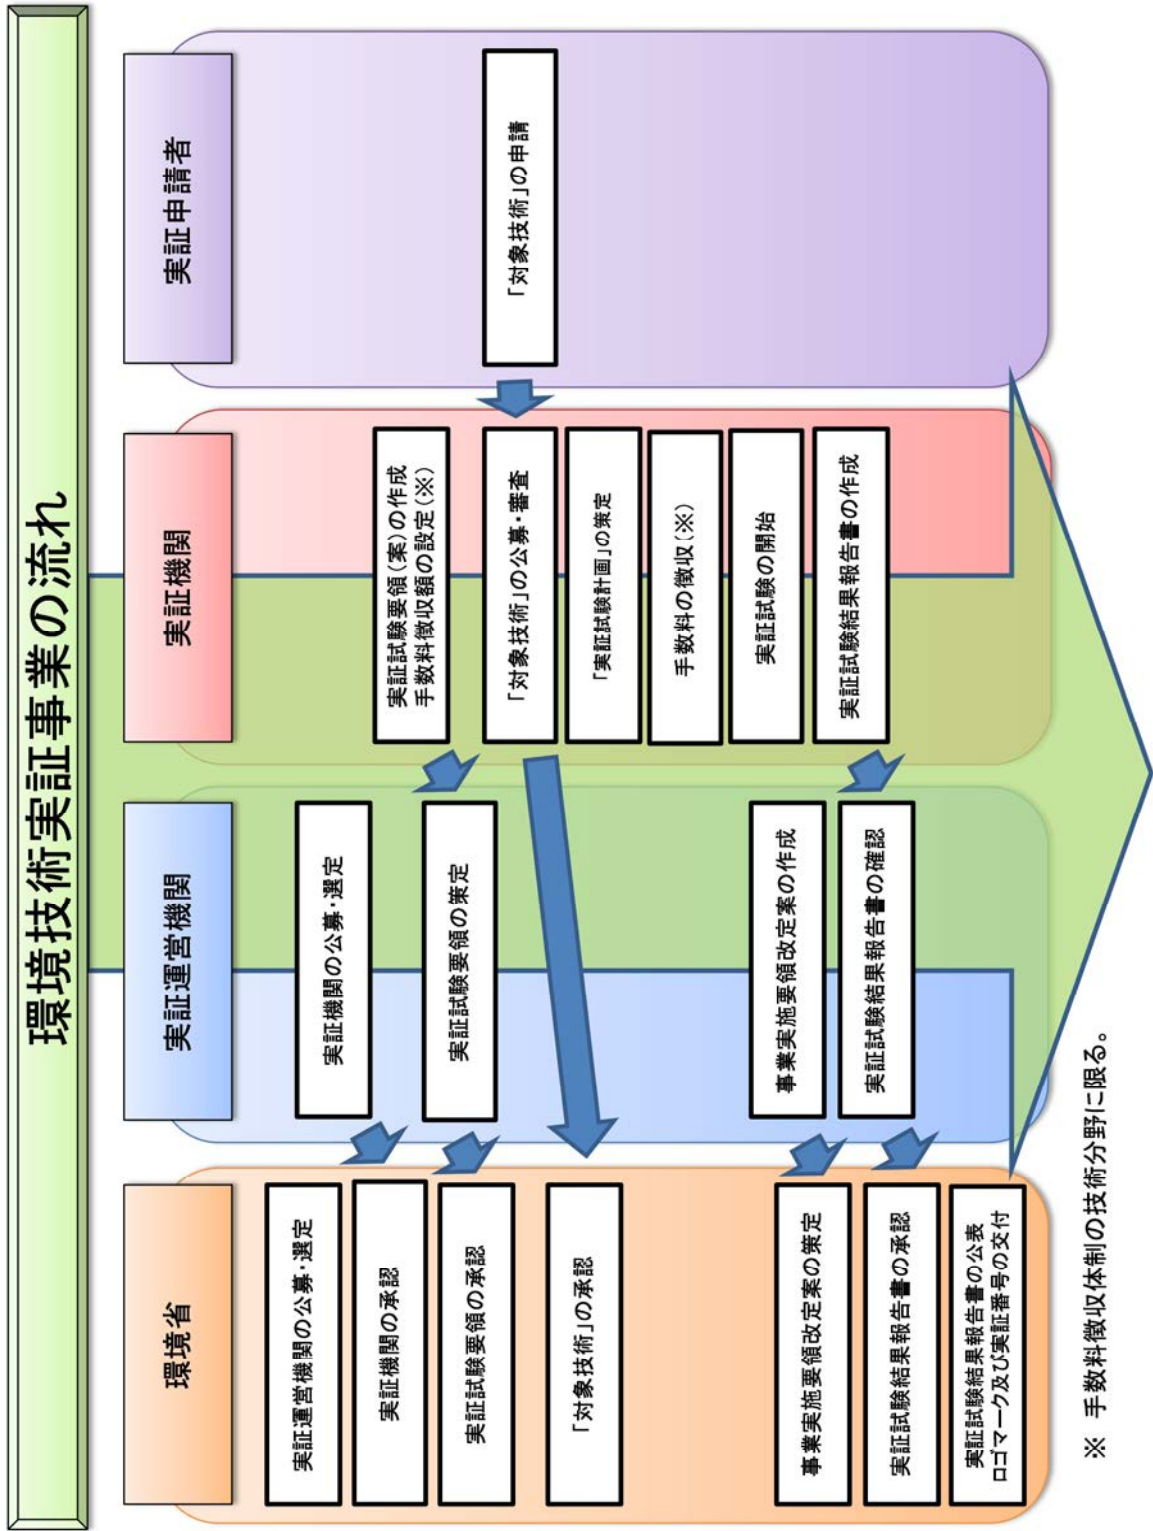 環境技術実証事業の流れ
環境省
実証運営機関の公募・選定
実証機関の承認
実証試験要領の承認
「対象技術」の承認
事業実施要領改定案の策定
実証試験結果報告書の承認
実証試験結果報告書の公表
ロゴマーク及び実証番号の交付
実証運営機関
実証機関の公募・選定
実証試験要領の策定
事業実施要領改定案の作成
実証試験結果報告書の確認
実証機関
実証試験要領(案)の作成
手数料徴収額の設定(※)
「対象技術」の公募・審査
「実証試験計画」の策定
手数料の徴収(※)
実証試験の開始
実証試験結果報告書の作成
実証申請者
「対象技術」の申請
※ 手数料徴収体制の技術分野に限る。